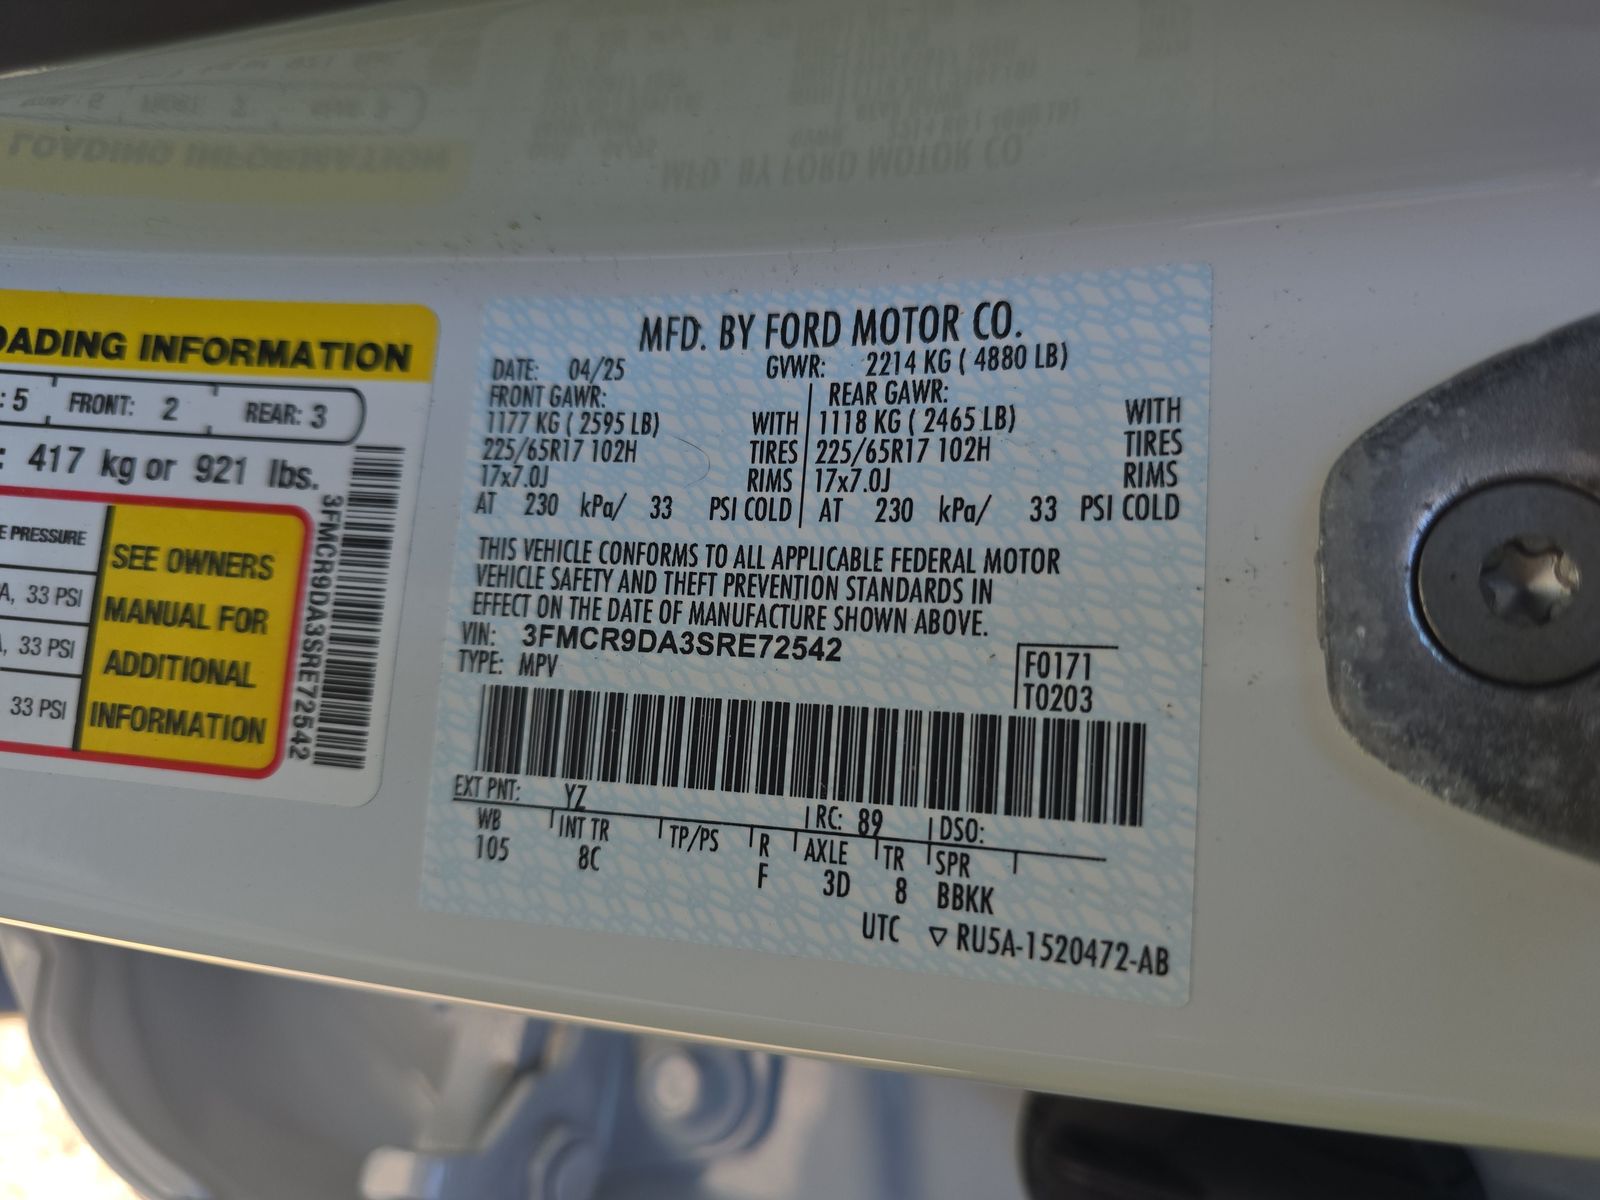 OADING INFORMATION
: 5 FRONT: 2 REAR: 3
: 417 kg or 921 lbs.
E PRESSURE
A, 33 PSI
A, 33 PSI
33 PSI
SEE OWNERS
MANUAL FOR
ADDITIONAL
INFORMATION
3FMCR9DA3SRE72542
MFD. BY FORD MOTOR CO.
DATE: 04/25 GVWR: 2214 KG ( 4880 LB)
FRONT GAWR: REAR GAWR:
1177 KG ( 2595 LB) WITH 1118 KG ( 2465 LB) WITH
225/65R17 102H TIRES 225/65R17 102H TIRES
17x7.0J RIMS 17x7.0J RIMS
AT 230 kPa/ 33 PSI COLD AT 230 kPa/ 33 PSI COLD
THIS VEHICLE CONFORMS TO ALL APPLICABLE FEDERAL MOTOR
VEHICLE SAFETY AND THEFT PREVENTION STANDARDS IN
EFFECT ON THE DATE OF MANUFACTURE SHOWN ABOVE.
VIN: 3FMCR9DA3SRE72542
TYPE: MPV
F0171
T0203
EXT PNT: YZ RC: 89 DSO:
WB INT TR TP/PS R AXLE TR SPR
105 8C F 3D 8 BBKK
UTC ▽ RU5A-1520472-AB